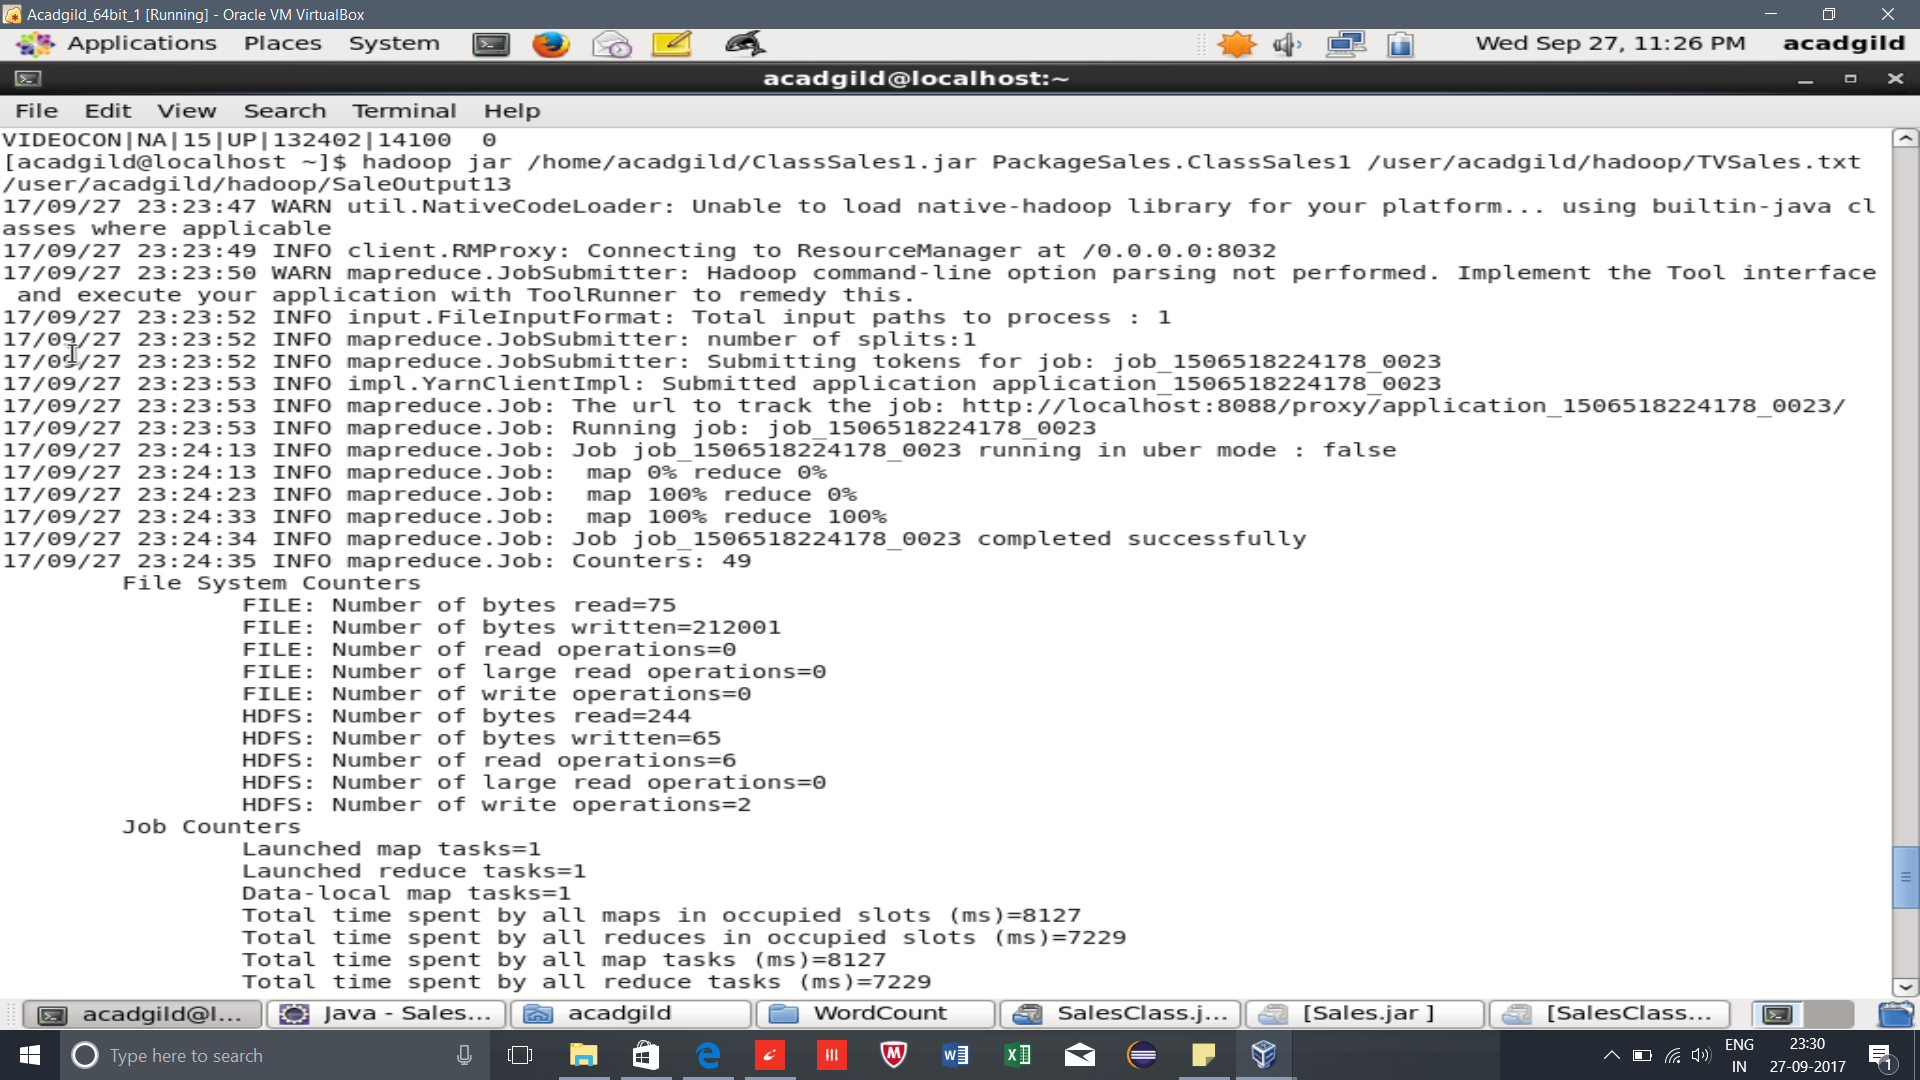 Acadgild_64bit_1 [Running] - Oracle VM VirtualBox
Applications Places System Wed Sep 27, 11:26 PM acadgild
acadgild@localhost:~
File Edit View Search Terminal Help
VIDEOCON|NA|15|UP|132402|14100  0
[acadgild@localhost ~]$ hadoop jar /home/acadgild/ClassSales1.jar PackageSales.ClassSales1 /user/acadgild/hadoop/TVSales.txt
/user/acadgild/hadoop/SaleOutput13
17/09/27 23:23:47 WARN util.NativeCodeLoader: Unable to load native-hadoop library for your platform... using builtin-java cl
asses where applicable
17/09/27 23:23:49 INFO client.RMProxy: Connecting to ResourceManager at /0.0.0.0:8032
17/09/27 23:23:50 WARN mapreduce.JobSubmitter: Hadoop command-line option parsing not performed. Implement the Tool interface
 and execute your application with ToolRunner to remedy this.
17/09/27 23:23:52 INFO input.FileInputFormat: Total input paths to process : 1
17/09/27 23:23:52 INFO mapreduce.JobSubmitter: number of splits:1
17/09/27 23:23:52 INFO mapreduce.JobSubmitter: Submitting tokens for job: job_1506518224178_0023
17/09/27 23:23:53 INFO impl.YarnClientImpl: Submitted application application_1506518224178_0023
17/09/27 23:23:53 INFO mapreduce.Job: The url to track the job: http://localhost:8088/proxy/application_1506518224178_0023/
17/09/27 23:23:53 INFO mapreduce.Job: Running job: job_1506518224178_0023
17/09/27 23:24:13 INFO mapreduce.Job: Job job_1506518224178_0023 running in uber mode : false
17/09/27 23:24:13 INFO mapreduce.Job:  map 0% reduce 0%
17/09/27 23:24:23 INFO mapreduce.Job:  map 100% reduce 0%
17/09/27 23:24:33 INFO mapreduce.Job:  map 100% reduce 100%
17/09/27 23:24:34 INFO mapreduce.Job: Job job_1506518224178_0023 completed successfully
17/09/27 23:24:35 INFO mapreduce.Job: Counters: 49
File System Counters
FILE: Number of bytes read=75
FILE: Number of bytes written=212001
FILE: Number of read operations=0
FILE: Number of large read operations=0
FILE: Number of write operations=0
HDFS: Number of bytes read=244
HDFS: Number of bytes written=65
HDFS: Number of read operations=6
HDFS: Number of large read operations=0
HDFS: Number of write operations=2
Job Counters
Launched map tasks=1
Launched reduce tasks=1
Data-local map tasks=1
Total time spent by all maps in occupied slots (ms)=8127
Total time spent by all reduces in occupied slots (ms)=7229
Total time spent by all map tasks (ms)=8127
Total time spent by all reduce tasks (ms)=7229
acadgild@l... Java - Sales... acadgild WordCount SalesClass.j... [Sales.jar ] [SalesClass...
Type here to search
ENG
IN
23:30
27-09-2017
1